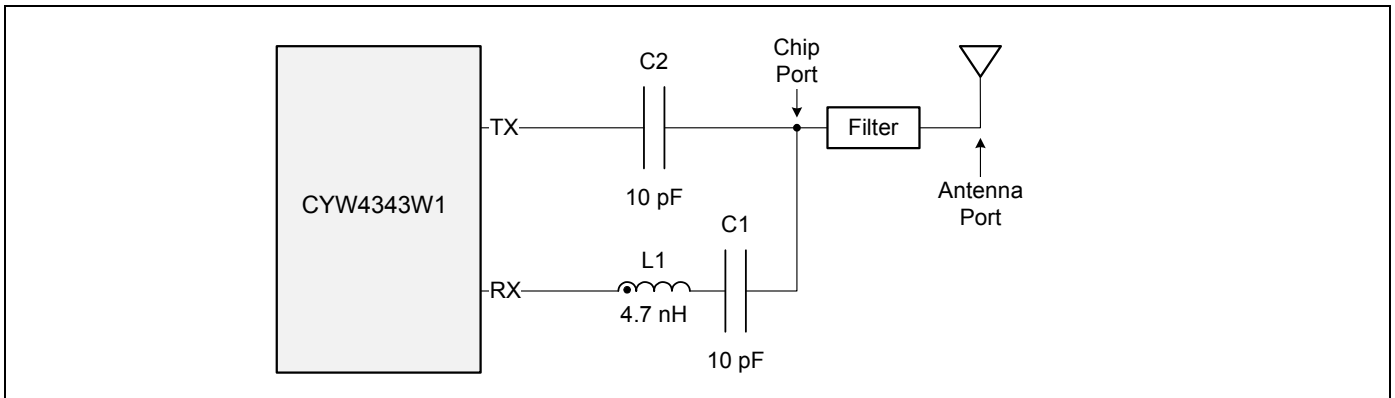 C2
Chip
Port
TX
Filter
10 pF
Antenna
Port
CYW4343W1
C1
L1
RX
4.7 nH
10 pF